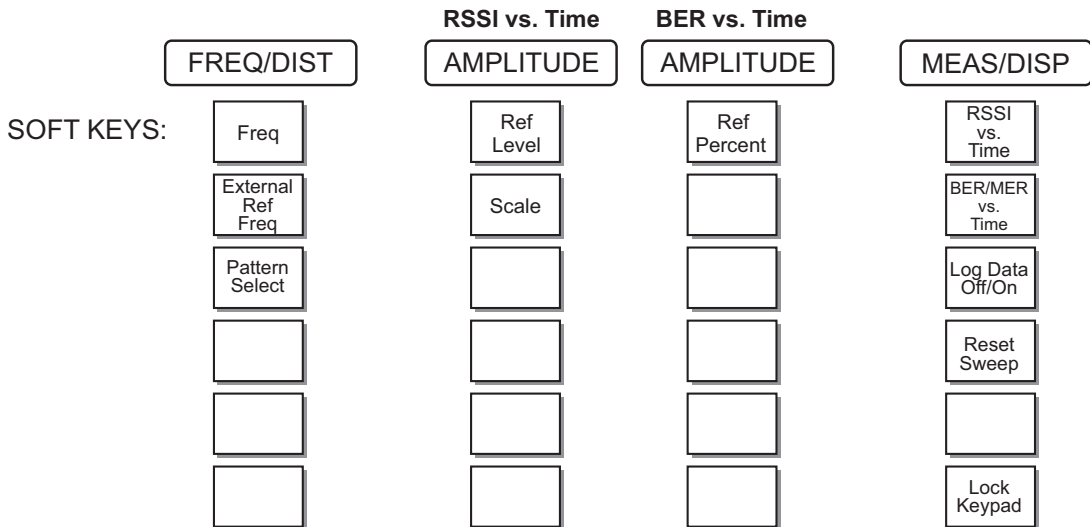 RSSI vs. Time
BER vs. Time
FREQ/DIST
AMPLITUDE
AMPLITUDE
MEAS/DISP
SOFT KEYS:
Freq
External
Ref
Freq
Pattern
Select
Ref
Level
Scale
Ref
Percent
RSSI
vs.
Time
BER/MER
vs.
Time
Log Data
Off/On
Reset
Sweep
Lock
Keypad